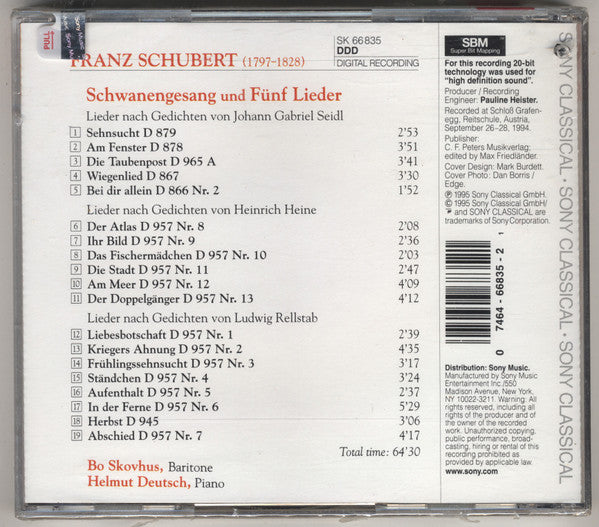 PULL
Sony Music
SK 66835
DDD
DIGITAL RECORDING
FRANZ SCHUBERT (1797–1828)
Schwanengesang und Fünf Lieder
Lieder nach Gedichten von Johann Gabriel Seidl
1 Sehnsucht D 879 2'53
2 Am Fenster D 878 3'51
3 Die Taubenpost D 965 A 3'41
4 Wiegenlied D 867 3'30
5 Bei dir allein D 866 Nr. 2 1'52
Lieder nach Gedichten von Heinrich Heine
6 Der Atlas D 957 Nr. 8 2'08
7 Ihr Bild D 957 Nr. 9 2'36
8 Das Fischermädchen D 957 Nr. 10 2'03
9 Die Stadt D 957 Nr. 11 2'47
10 Am Meer D 957 Nr. 12 4'09
11 Der Doppelgänger D 957 Nr. 13 4'12
Lieder nach Gedichten von Ludwig Rellstab
12 Liebesbotschaft D 957 Nr. 1 2'39
13 Kriegers Ahnung D 957 Nr. 2 4'35
14 Frühlingssehnsucht D 957 Nr. 3 3'17
15 Ständchen D 957 Nr. 4 3'24
16 Aufenthalt D 957 Nr. 5 2'37
17 In der Ferne D 957 Nr. 6 5'29
18 Herbst D 945 3'06
19 Abschied D 957 Nr. 7 4'17
Total time: 64'30
Bo Skovhus, Baritone
Helmut Deutsch, Piano
SBM
Super Bit Mapping
For this recording 20-bit
technology was used for
"high definition sound".
Producer / Recording
Engineer: Pauline Heister.
Recorded at Schloß Grafen-
egg, Reitschule, Austria,
September 26–28, 1994.
Publisher:
C. F. Peters Musikverlag;
edited by Max Friedländer.
Cover Design: Mark Burdett.
Cover Photo: Dan Borris /
Edge.
℗ 1995 Sony Classical GmbH.
© 1995 Sony Classical GmbH/
and SONY CLASSICAL are
trademarks of Sony Corporation.
0 7464-66835-2 1
Distribution: Sony Music.
Manufactured by Sony Music
Entertainment Inc./550
Madison Avenue, New York,
NY 10022-3211. Warning: All
rights reserved, including all
of the producer and of the
owner of the recorded
work. Unauthorized copying,
public performance, broad-
casting, hiring or rental of this
recording prohibited as
provided by applicable law.
www.sony.com
SONY CLASSICAL · SONY CLASSICAL · SONY CLASSICAL